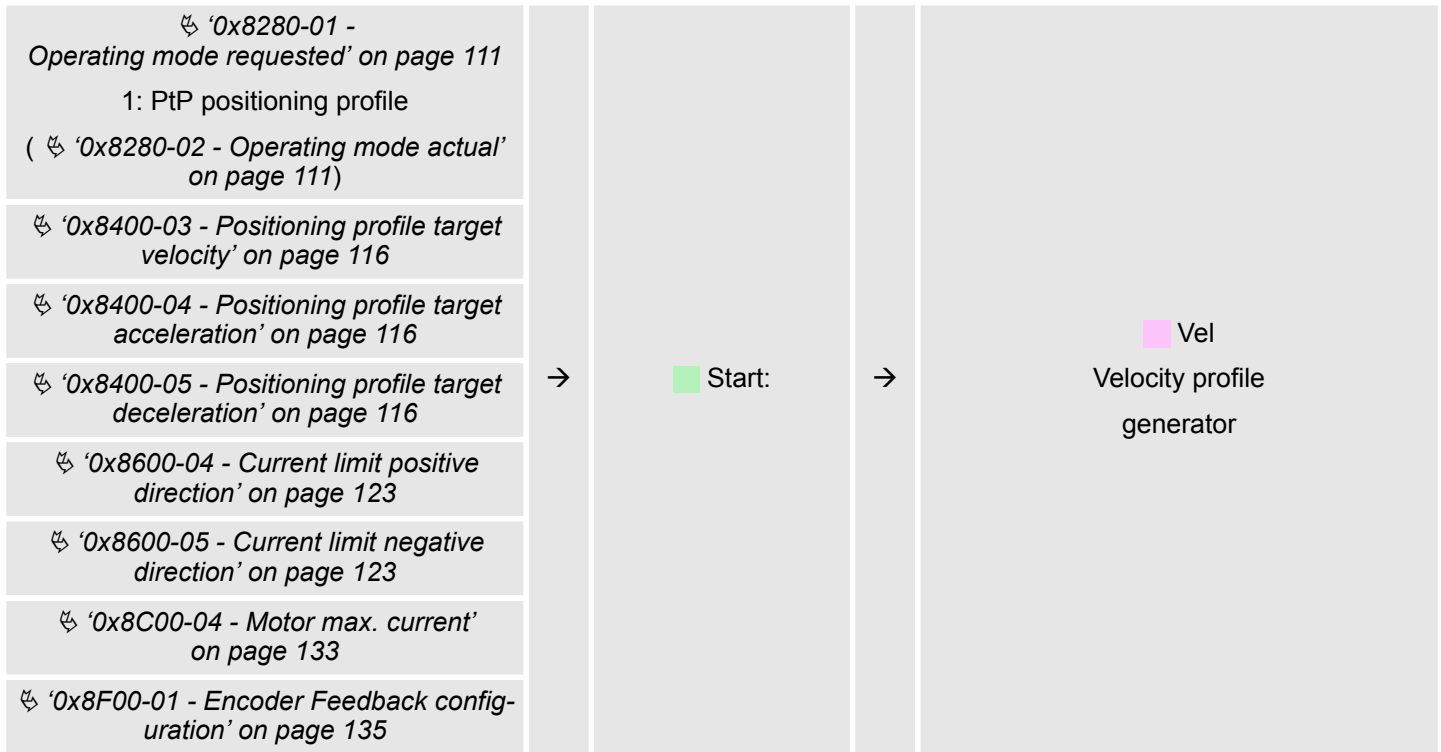 ↳ ‘0x8280-01 -
Operating mode requested’ on page 111
1: PtP positioning profile
( ↳ ‘0x8280-02 - Operating mode actual’
on page 111)
↳ ‘0x8400-03 - Positioning profile target
velocity’ on page 116
↳ ‘0x8400-04 - Positioning profile target
acceleration’ on page 116
↳ ‘0x8400-05 - Positioning profile target
deceleration’ on page 116
↳ ‘0x8600-04 - Current limit positive
direction’ on page 123
↳ ‘0x8600-05 - Current limit negative
direction’ on page 123
↳ ‘0x8C00-04 - Motor max. current’
on page 133
↳ ‘0x8F00-01 - Encoder Feedback config-
uration’ on page 135
→
Start:
→
Vel
Velocity profile
generator